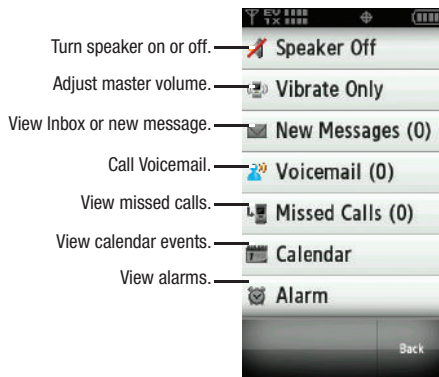 EV
1X
Turn speaker on or off.
Speaker Off
Adjust master volume.
Vibrate Only
View Inbox or new message.
New Messages (0)
Call Voicemail.
Voicemail (0)
View missed calls.
Missed Calls (0)
View calendar events.
Calendar
View alarms.
Alarm
Back